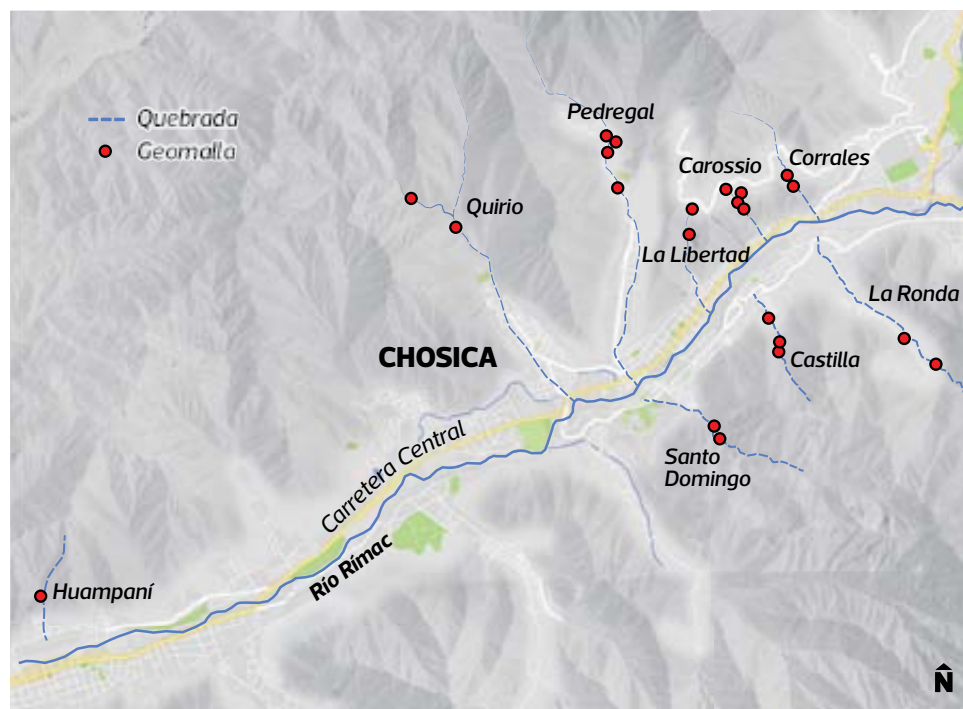 Quebrada
Geomalla
Pedregal
Carossio
Corrales
Quirio
La Libertad
La Ronda
CHOSICA
Castilla
Carretera Central
Santo
Domingo
Río Rímac
Huampaní
N